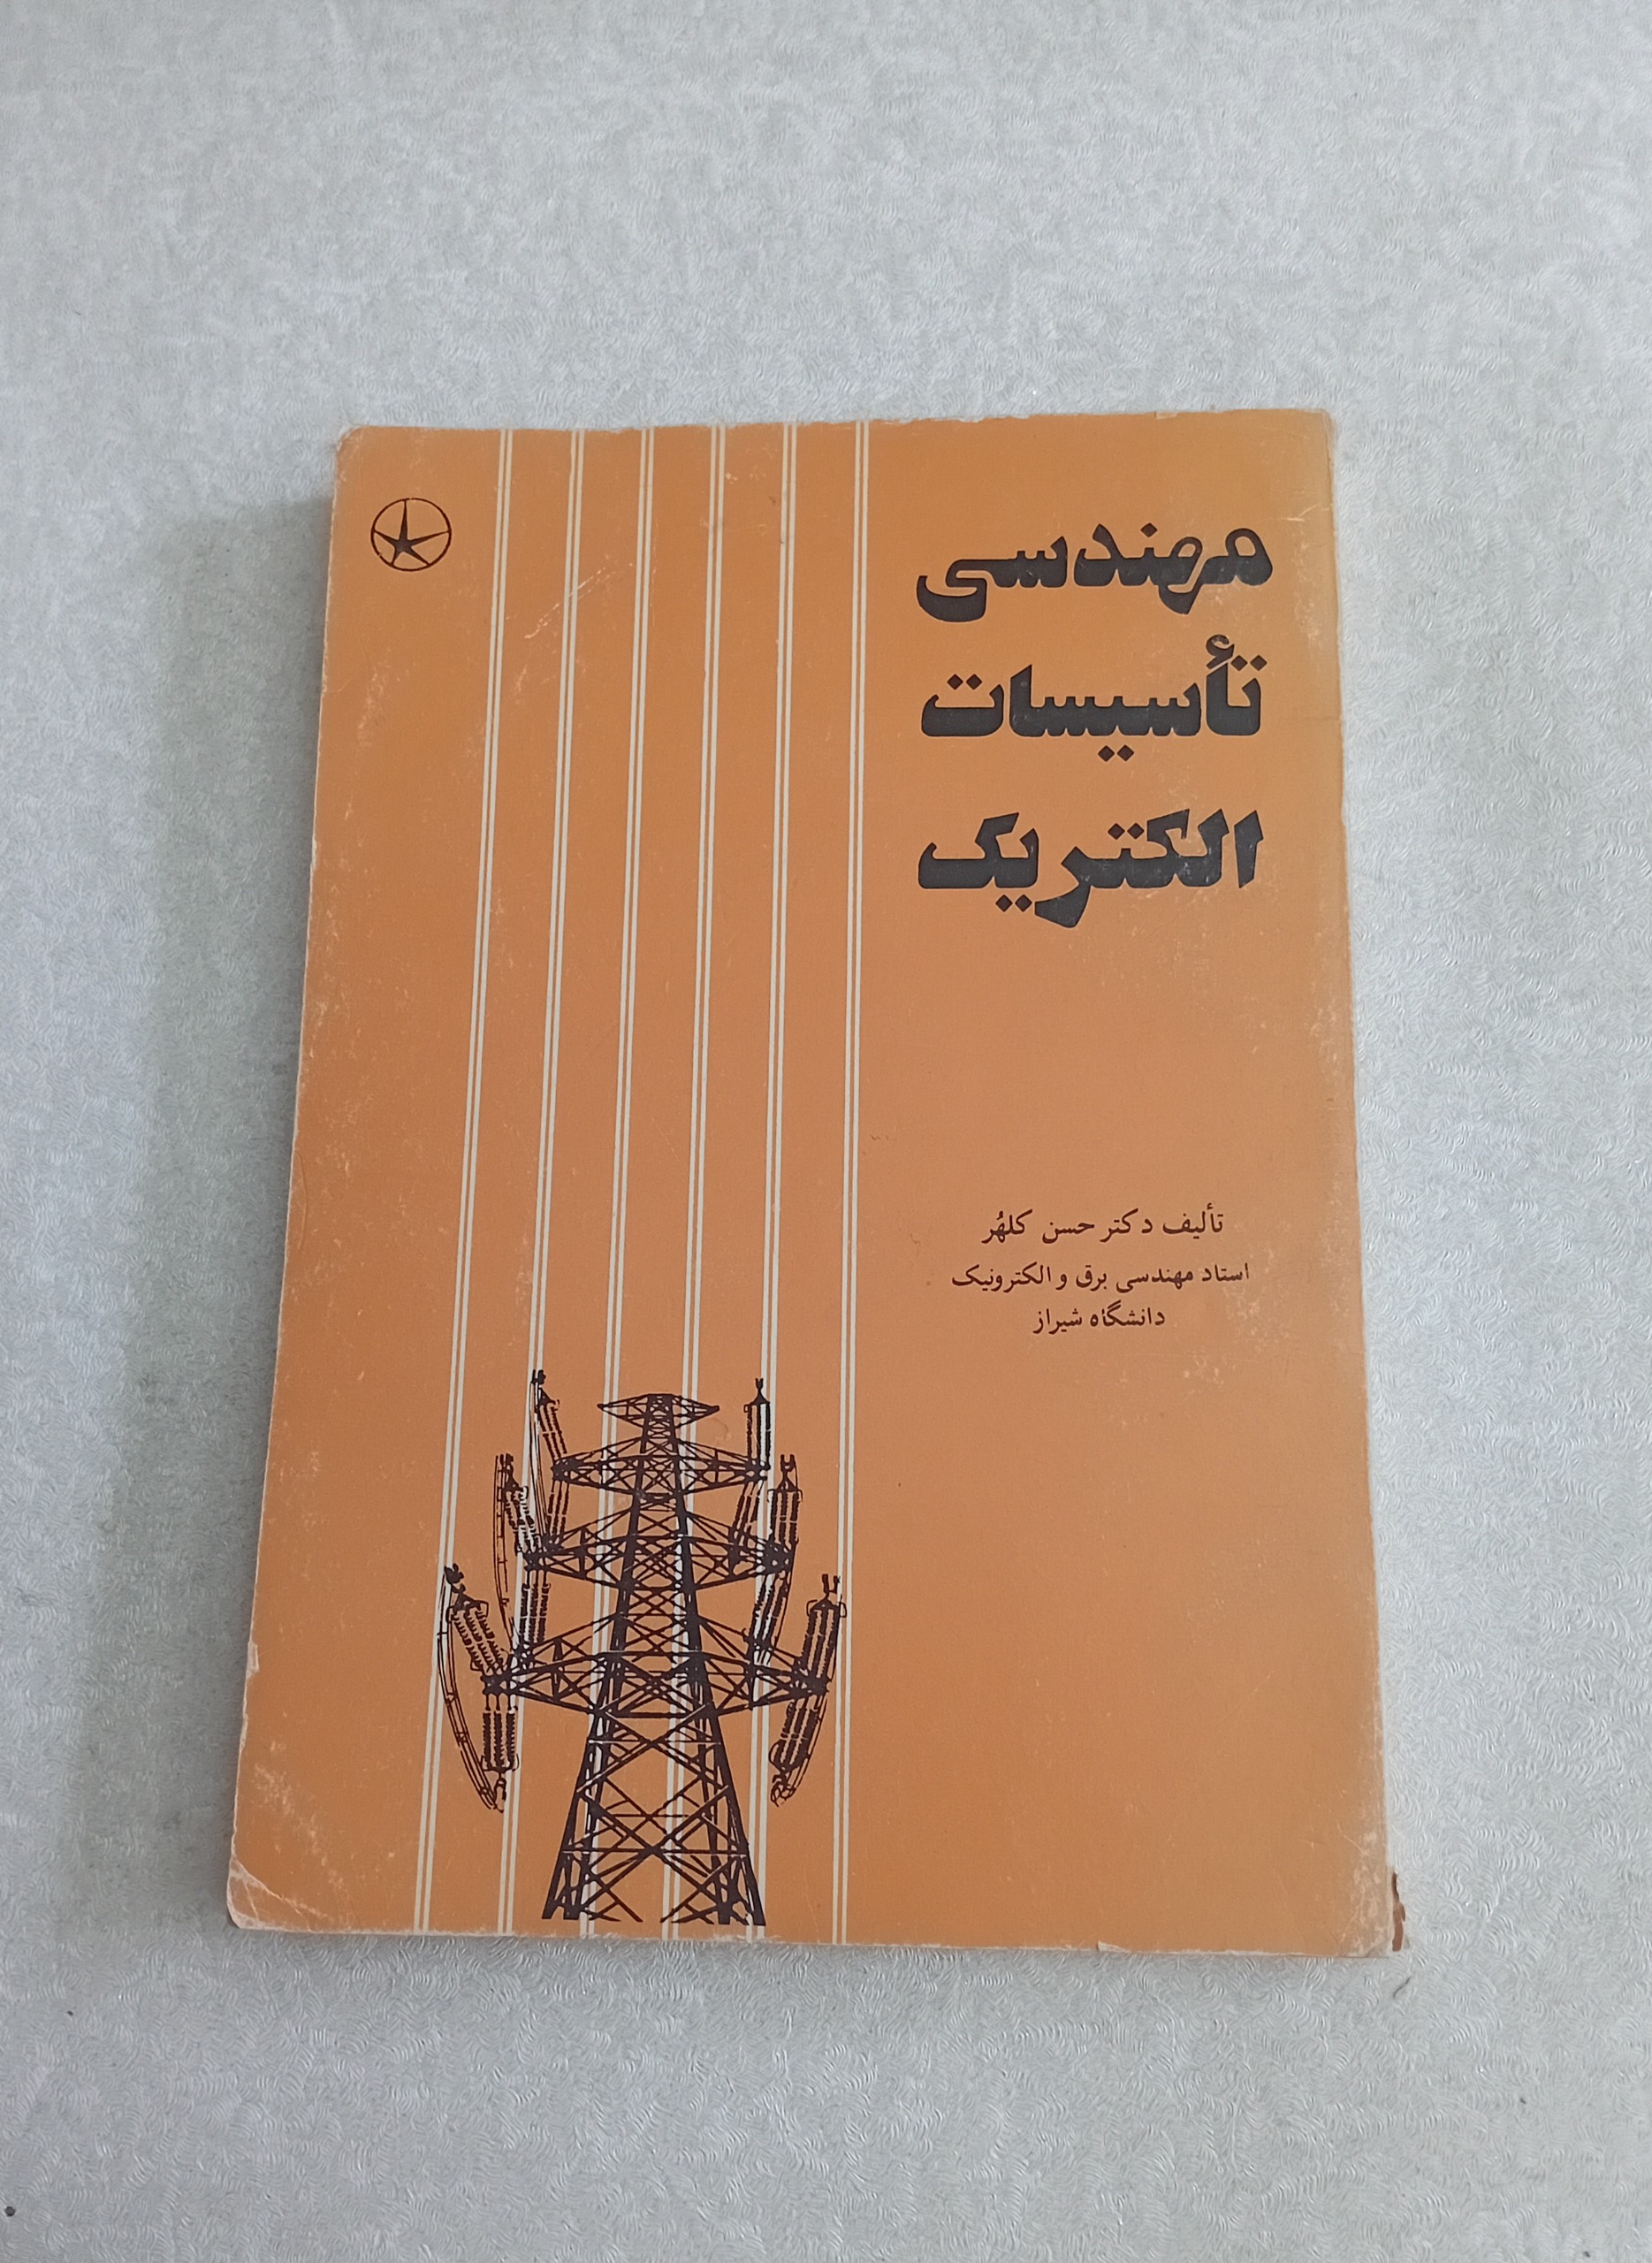 مهندسی
تأسیسات
الکتریک
تألیف دکتر حسن کلهُر
استاد مهندسی برق و الکترونیک
دانشگاه شیراز